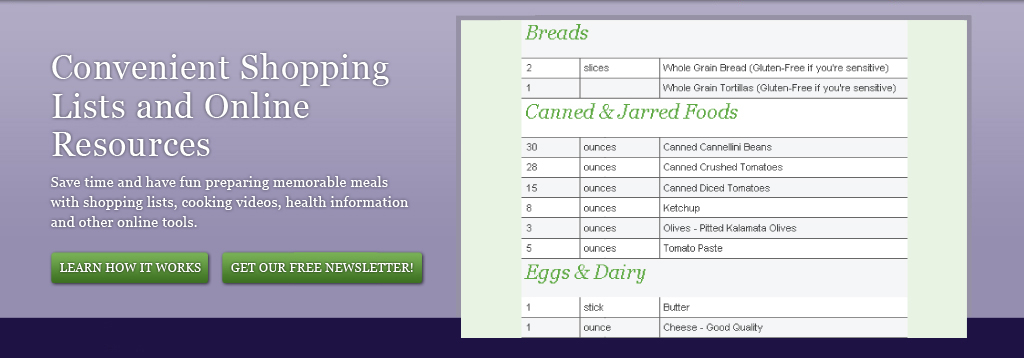 Convenient Shopping
Lists and Online
Resources
Save time and have fun preparing memorable meals
with shopping lists, cooking videos, health information
and other online tools.
LEARN HOW IT WORKS
GET OUR FREE NEWSLETTER!
Breads
2 slices Whole Grain Bread (Gluten-Free if you're sensitive)
1 Whole Grain Tortillas (Gluten-Free if you're sensitive)
Canned & Jarred Foods
30 ounces Canned Cannellini Beans
28 ounces Canned Crushed Tomatoes
15 ounces Canned Diced Tomatoes
8 ounces Ketchup
3 ounces Olives - Pitted Kalamata Olives
5 ounces Tomato Paste
Eggs & Dairy
1 stick Butter
1 ounce Cheese - Good Quality